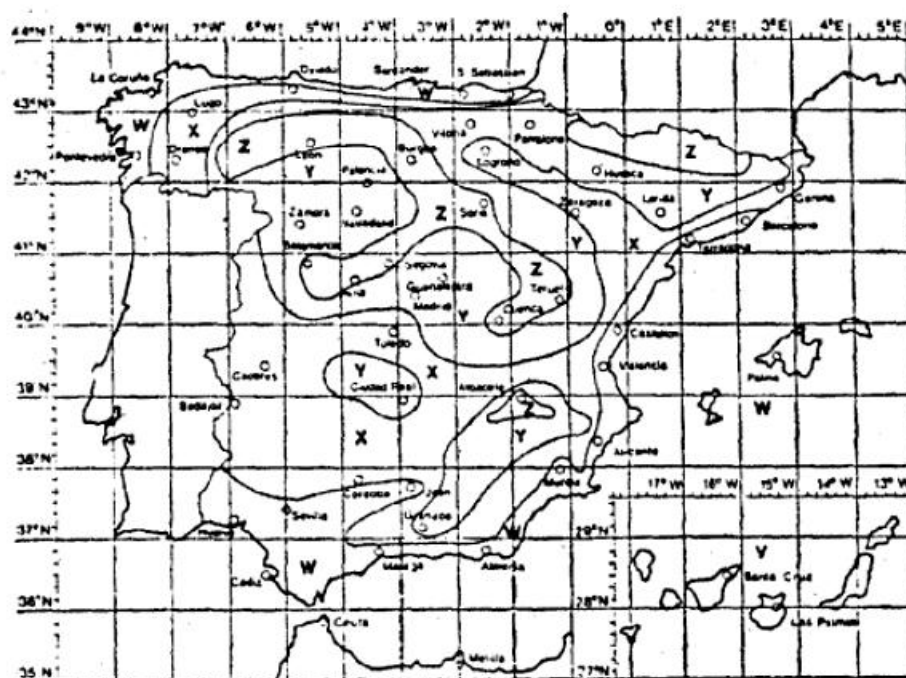 9°W 8°W 7°W 6°W 5°W 4°W 3°W 2°W 1°W 0° 1°E 2°E 3°E 4°E 5°E
44°N
Oviedo Santander S. Sebastian
La Coruña
W
43°N Lugo
W X Vitoria Pamplona
Pontevedra Orense Z Leon Burgos Logroño Z
42°N Y Palencia Huesca
Y Gerona
Zamora Valladolid Soria Zaragoza Lerida
Z Barcelona
41°N Y X Tarragona
Salamanca Segovia Z
Avila Guadalajara Teruel
Madrid Cuenca
40°N Y Castellon
Toledo
Caceres Y X Valencia
Palma
39°N Ciudad Real Albacete W
Badajoz Z
X Y
Alicante
38°N Murcia
Cordoba Jaen 17°W 16°W 15°W 14°W 13°W
Sevilla Granada
37°N Huelva W 29°N
W Malaga Almeria V
Cadiz Santa Cruz
36°N 28°N
Ceuta Las Palmas
Melilla
35°N 27°N